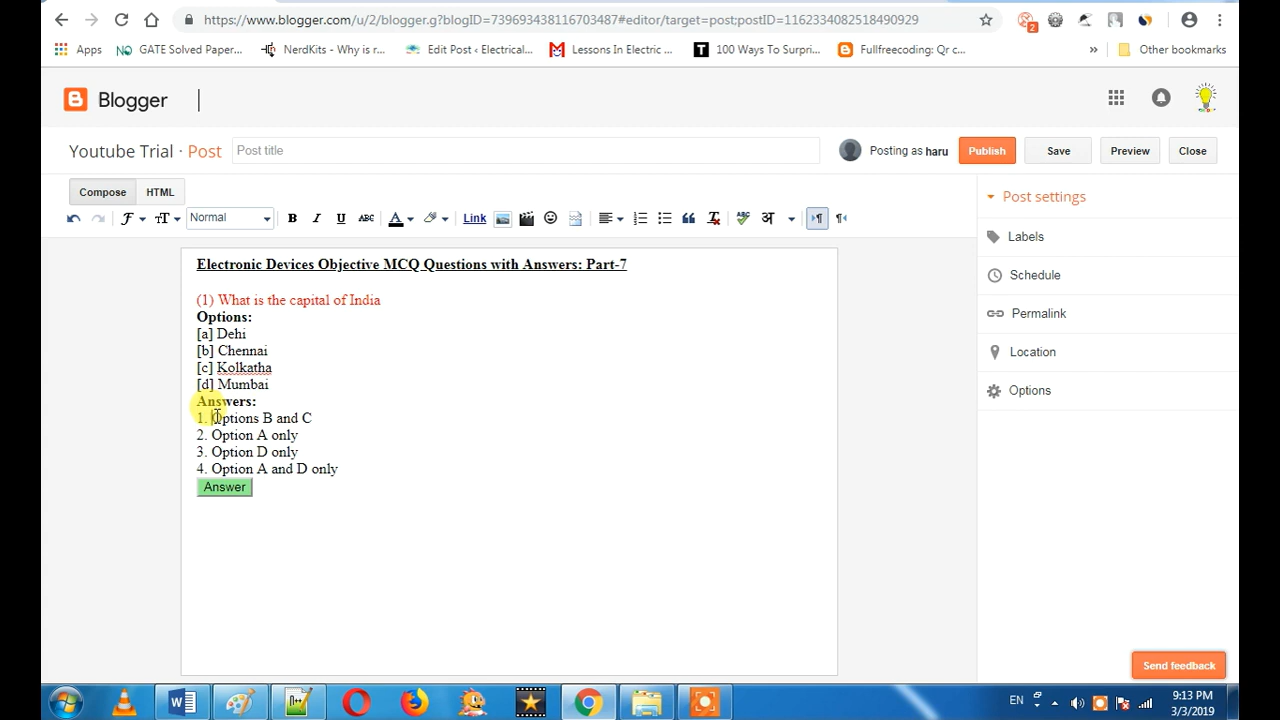 https://www.blogger.com/u/2/blogger.g?blogID=739693438116703487#editor/target=post;postID=1162334082518490929
2
Apps GATE Solved Paper... NerdKits - Why is r... Edit Post ‹ Electrical... Lessons In Electric ... T 100 Ways To Surpri... Fullfreecoding: Qr c... » Other bookmarks
Blogger
Youtube Trial · Post Post title Posting as haru Publish Save Preview Close
Compose HTML Post settings
Normal B I U ABC A Link अ
Labels
Electronic Devices Objective MCQ Questions with Answers: Part-7
Schedule
(1) What is the capital of India
Permalink
Options:
[a] Dehi
[b] Chennai
Location
[c] Kolkatha
[d] Mumbai
Options
Answers:
1. Options B and C
2. Option A only
3. Option D only
4. Option A and D only
Answer
Send feedback
EN 9:13 PM
3/3/2019